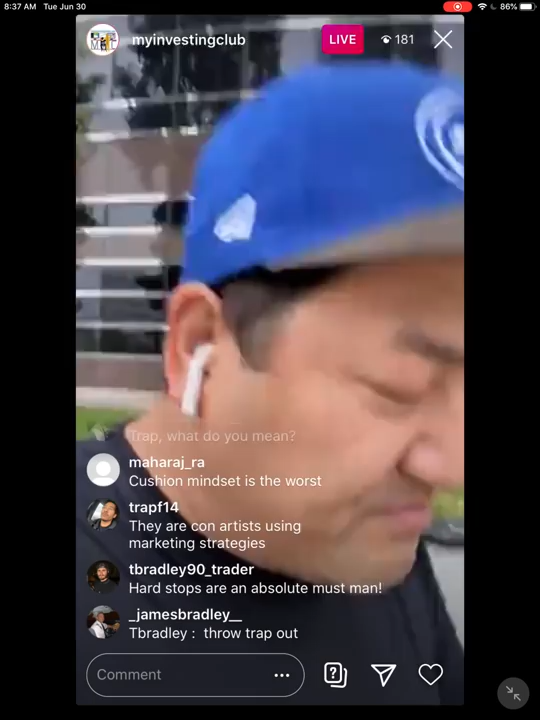 8:37 AM Tue Jun 30
86%
myinvestingclub
LIVE
181
Trap, what do you mean?
maharaj_ra
Cushion mindset is the worst
trapf14
They are con artists using
marketing strategies
tbradley90_trader
Hard stops are an absolute must man!
_jamesbradley__
Tbradley : throw trap out
Comment